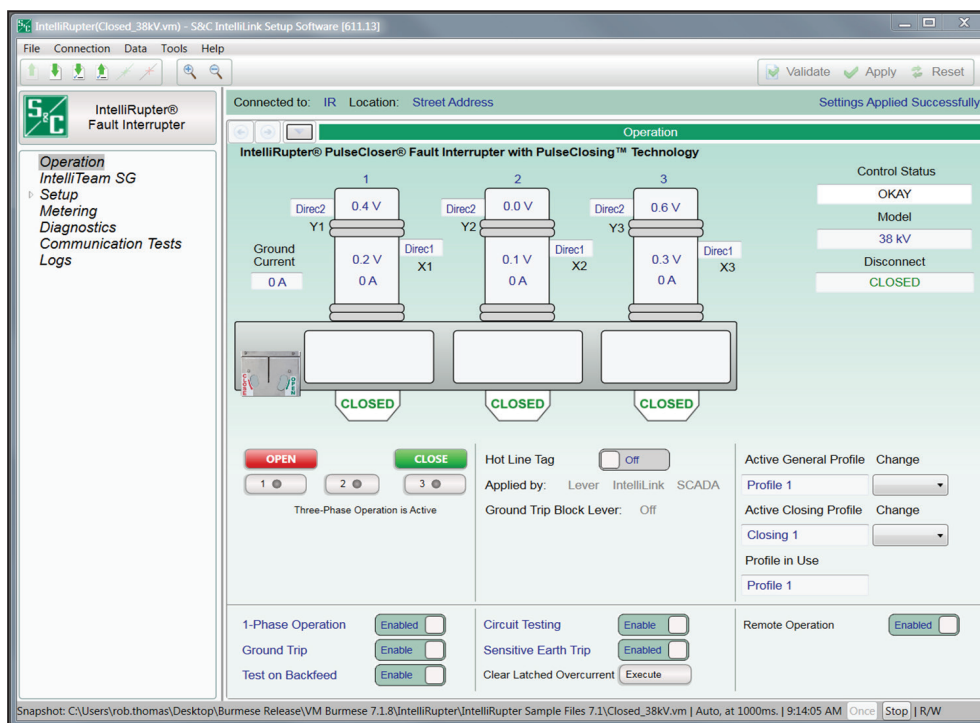 IntelliRupter(Closed_38kV.vm) - S&C IntelliLink Setup Software [611.13]
File Connection Data Tools Help
Validate Apply Reset
S&C
IntelliRupter®
Fault Interrupter
Connected to: IR Location: Street Address Settings Applied Successfully
Operation
IntelliRupter® PulseCloser® Fault Interrupter with PulseClosing™ Technology
Operation
IntelliTeam SG
Setup
Metering
Diagnostics
Communication Tests
Logs
1 2 3
Control Status
OKAY
Model
38 kV
Disconnect
CLOSED
Direc2 0.4 V Direc2 0.0 V Direc2 0.6 V
Y1 Y2 Y3
Ground
Current
0 A
0.2 V Direc1 0.1 V Direc1 0.3 V Direc1
0 A X1 0 A X2 0 A X3
CLOSED CLOSED CLOSED
OPEN CLOSE
1 2 3
Three-Phase Operation is Active
Hot Line Tag Off
Applied by: Lever IntelliLink SCADA
Ground Trip Block Lever: Off
Active General Profile Change
Profile 1
Active Closing Profile Change
Closing 1
Profile in Use
Profile 1
1-Phase Operation Enabled
Ground Trip Enable
Test on Backfeed Enable
Circuit Testing Enable
Sensitive Earth Trip Enabled
Clear Latched Overcurrent Execute
Remote Operation Enabled
Snapshot: C:\Users\rob.thomas\Desktop\Burmese Release\VM Burmese 7.1.8\IntelliRupter\IntelliRupter Sample Files 7.1\Closed_38kV.vm | Auto, at 1000ms. | 9:14:05 AM Once Stop | R/W